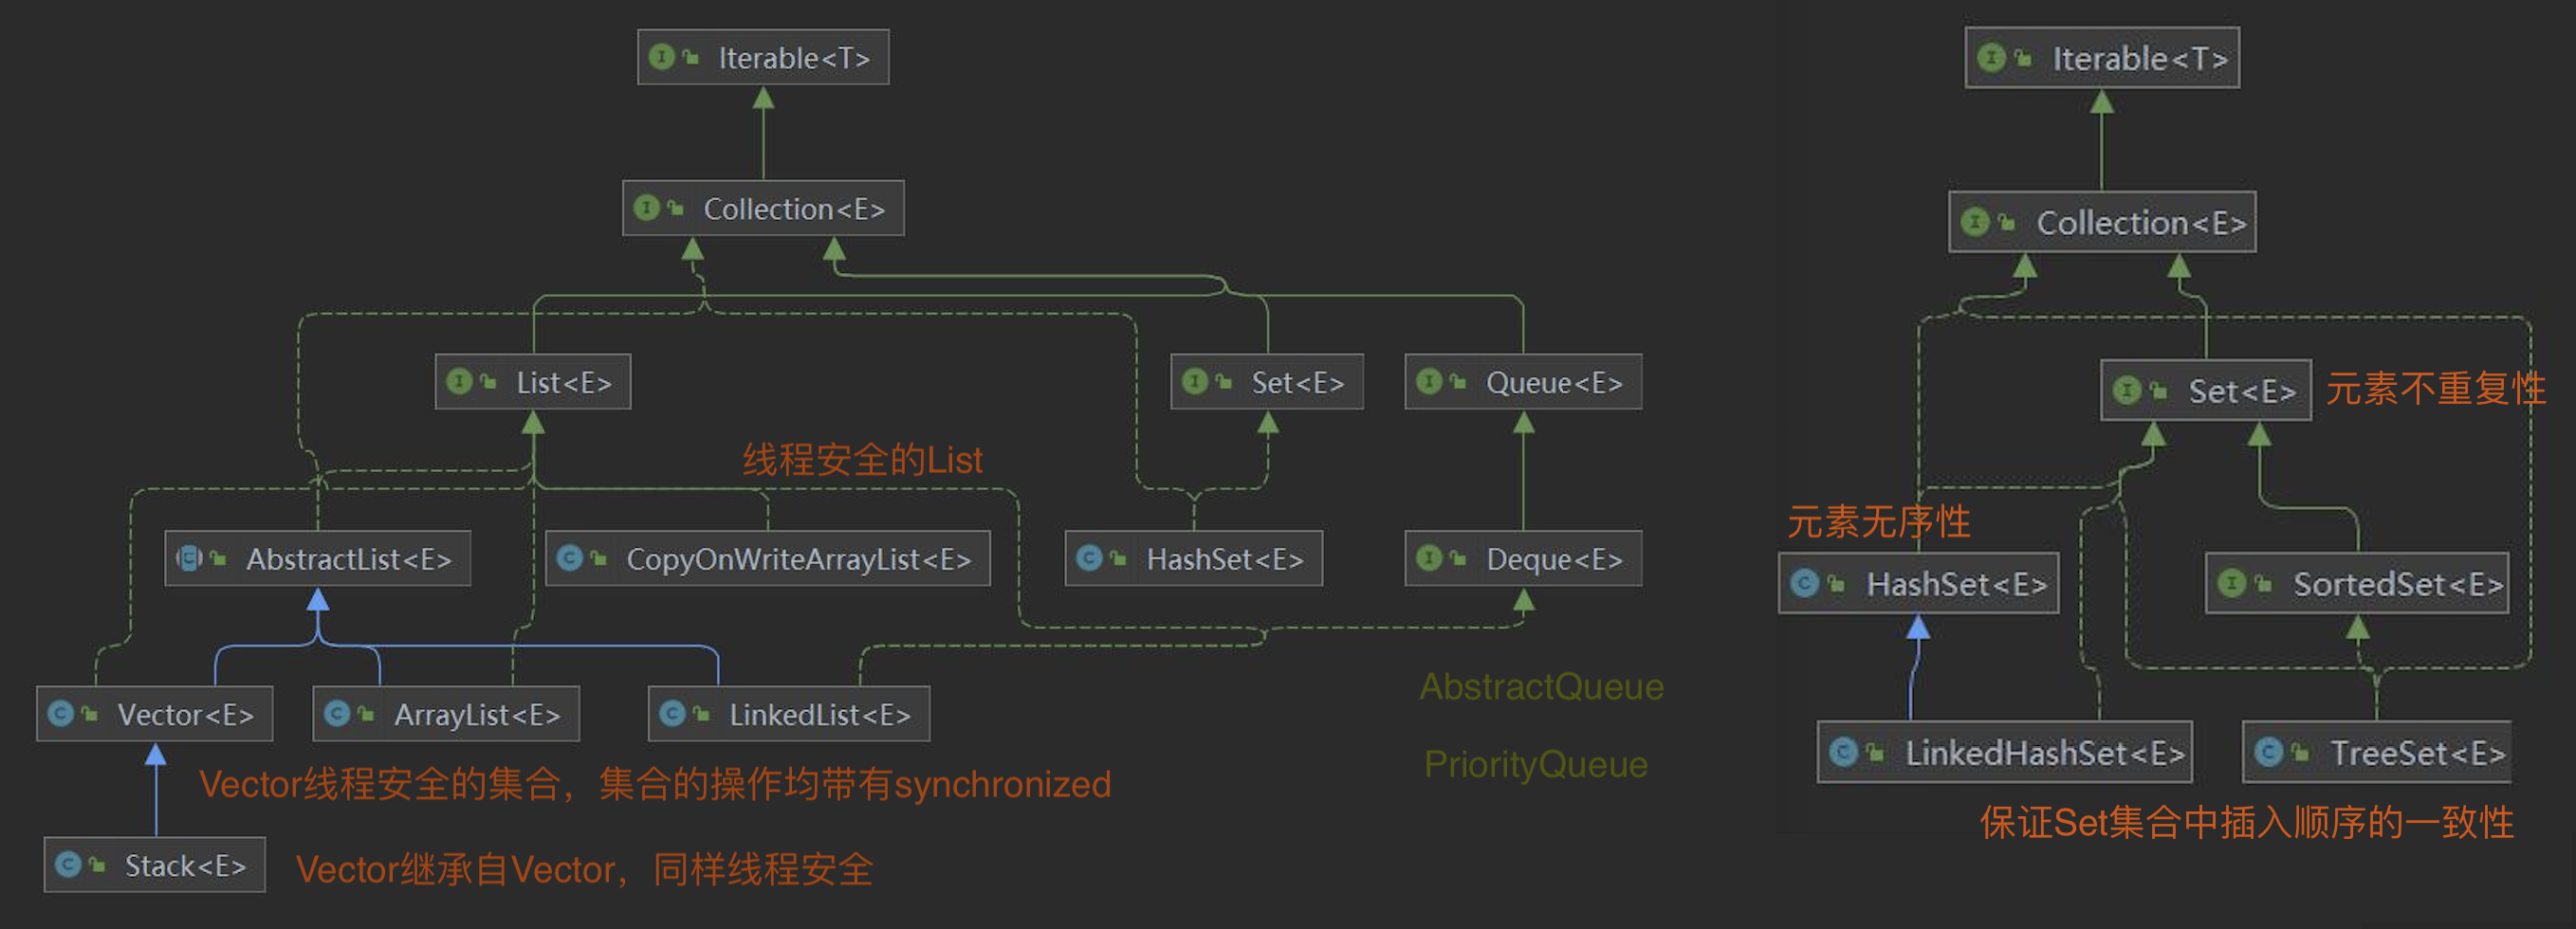 Iterable<T>
Collection<E>
List<E>
Set<E>
Queue<E>
线程安全的List
AbstractList<E>
CopyOnWriteArrayList<E>
HashSet<E>
Deque<E>
AbstractQueue
Vector<E>
ArrayList<E>
LinkedList<E>
PriorityQueue
Vector线程安全的集合，集合的操作均带有synchronized
Stack<E>
Vector继承自Vector，同样线程安全
Iterable<T>
Collection<E>
Set<E>
元素不重复性
元素无序性
HashSet<E>
SortedSet<E>
LinkedHashSet<E>
TreeSet<E>
保证Set集合中插入顺序的一致性